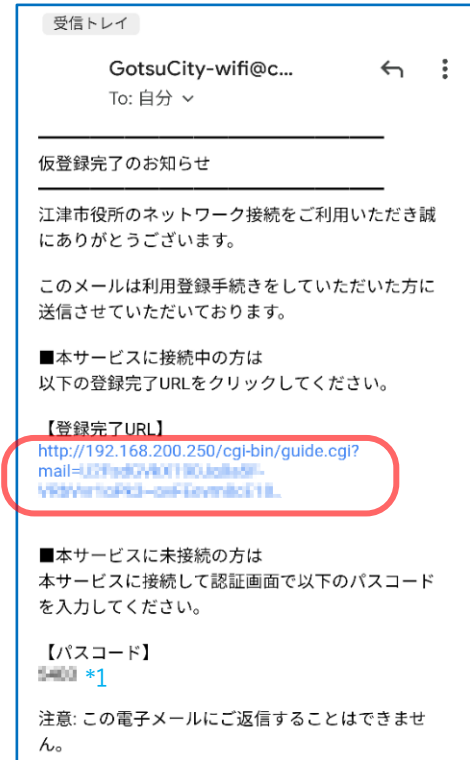 受信トレイ
GotsuCity-wifi@c...
To: 自分
仮登録完了のお知らせ
江津市役所のネットワーク接続をご利用いただき誠
にありがとうございます。
このメールは利用登録手続きをしていただいた方に
送信させていただいております。
■本サービスに接続中の方は
以下の登録完了URLをクリックしてください。
【登録完了URL】
http://192.168.200.250/cgi-bin/guide.cgi?
mail=
■本サービスに未接続の方は
本サービスに接続して認証画面で以下のパスコード
を入力してください。
【パスコード】
*1
注意: この電子メールにご返信することはできませ
ん。